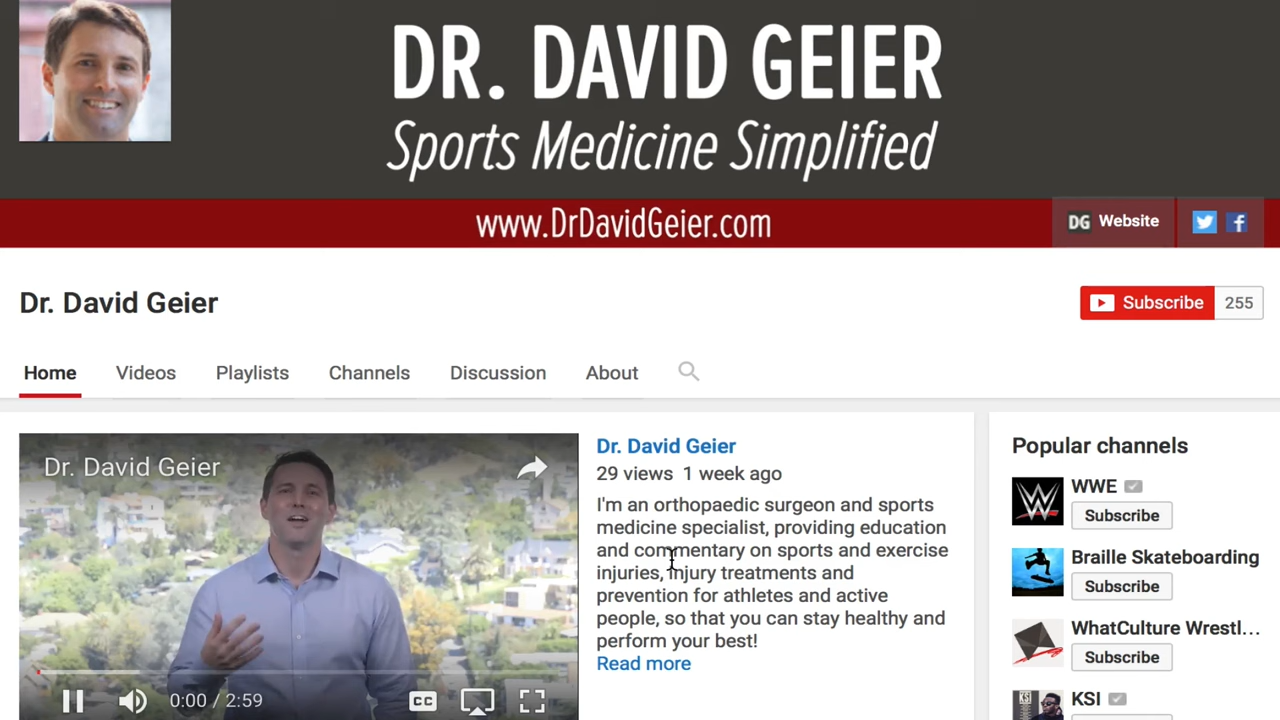 DR. DAVID GEIER
Sports Medicine Simplified
www.DrDavidGeier.com
DG Website
Dr. David Geier
Subscribe 255
Home Videos Playlists Channels Discussion About
Dr. David Geier
0:00 / 2:59
CC
Dr. David Geier
29 views 1 week ago
I'm an orthopaedic surgeon and sports
medicine specialist, providing education
and commentary on sports and exercise
injuries, injury treatments and
prevention for athletes and active
people, so that you can stay healthy and
perform your best!
Read more
Popular channels
WWE
Subscribe
Braille Skateboarding
Subscribe
WhatCulture Wrestl...
Subscribe
KSI